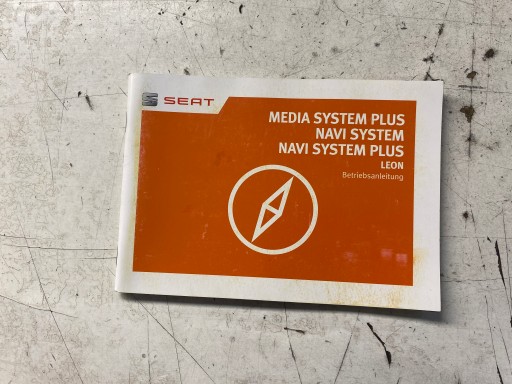 SEAT
MEDIA SYSTEM PLUS
NAVI SYSTEM
NAVI SYSTEM PLUS
LEON
Betriebsanleitung